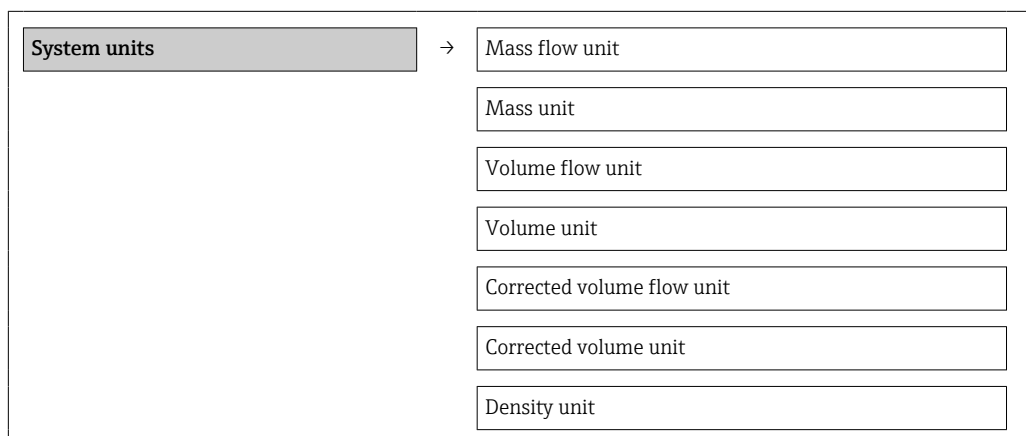 System units → Mass flow unit
Mass unit
Volume flow unit
Volume unit
Corrected volume flow unit
Corrected volume unit
Density unit